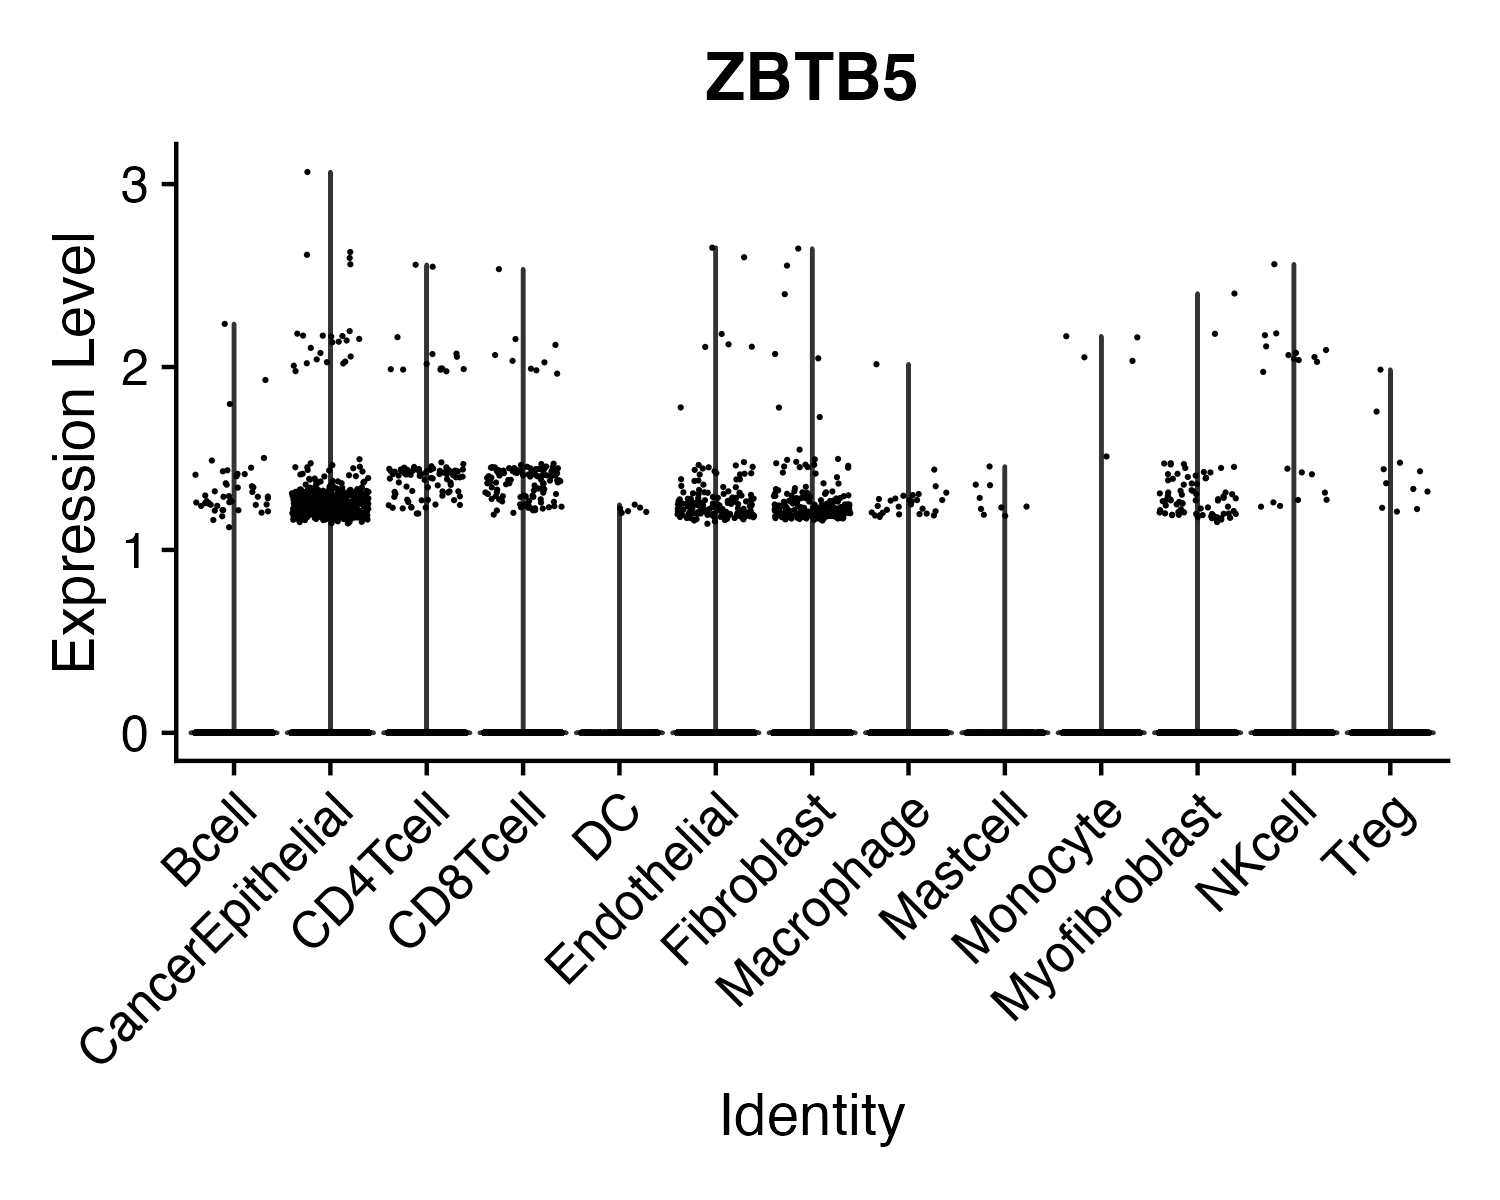 ZBTB5
Expression Level
3
2
1
0
Bcell
CancerEpithelial
CD4Tcell
CD8Tcell
DC
Endothelial
Fibroblast
Macrophage
Mastcell
Monocyte
Myofibroblast
NKcell
Treg
Identity